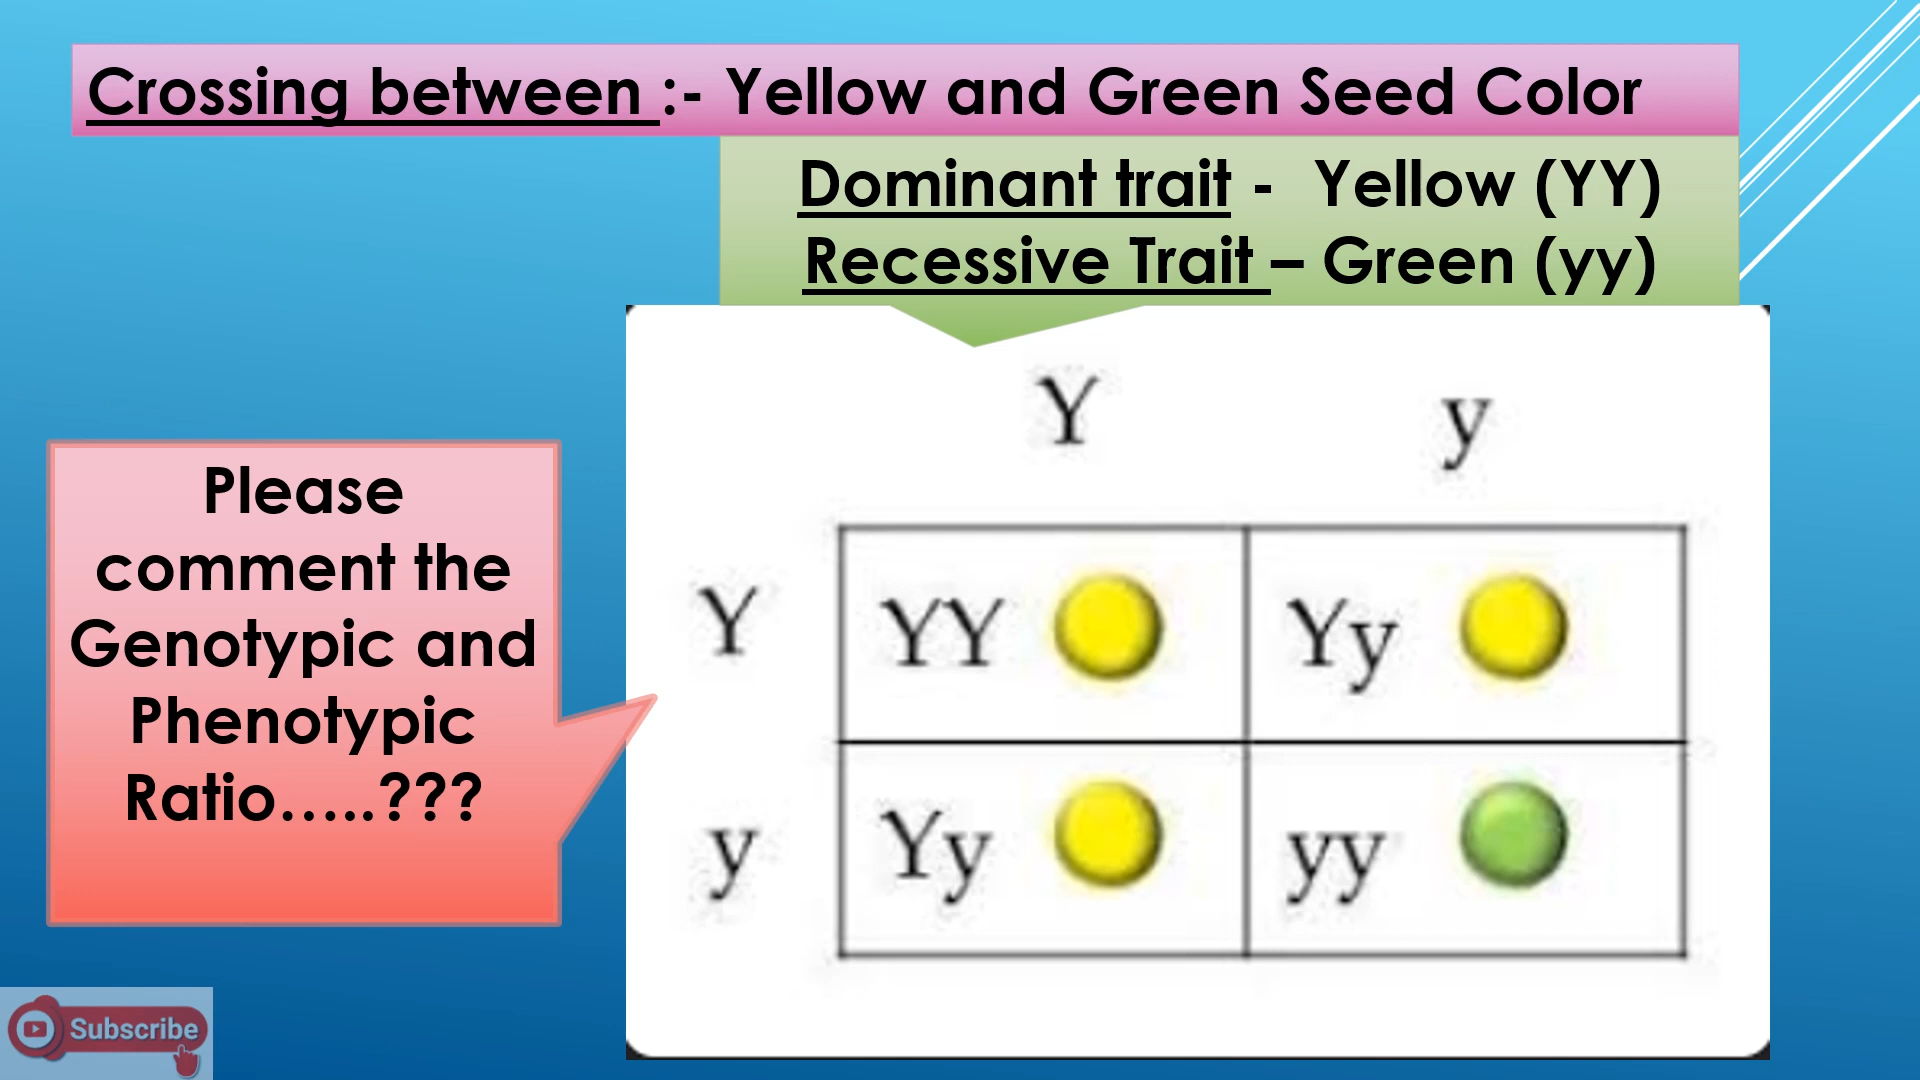 Crossing between :- Yellow and Green Seed Color
Dominant trait - Yellow (YY)
Recessive Trait – Green (yy)
Please
comment the
Genotypic and
Phenotypic
Ratio…..???
Y y
Y YY Yy
y Yy yy
Subscribe